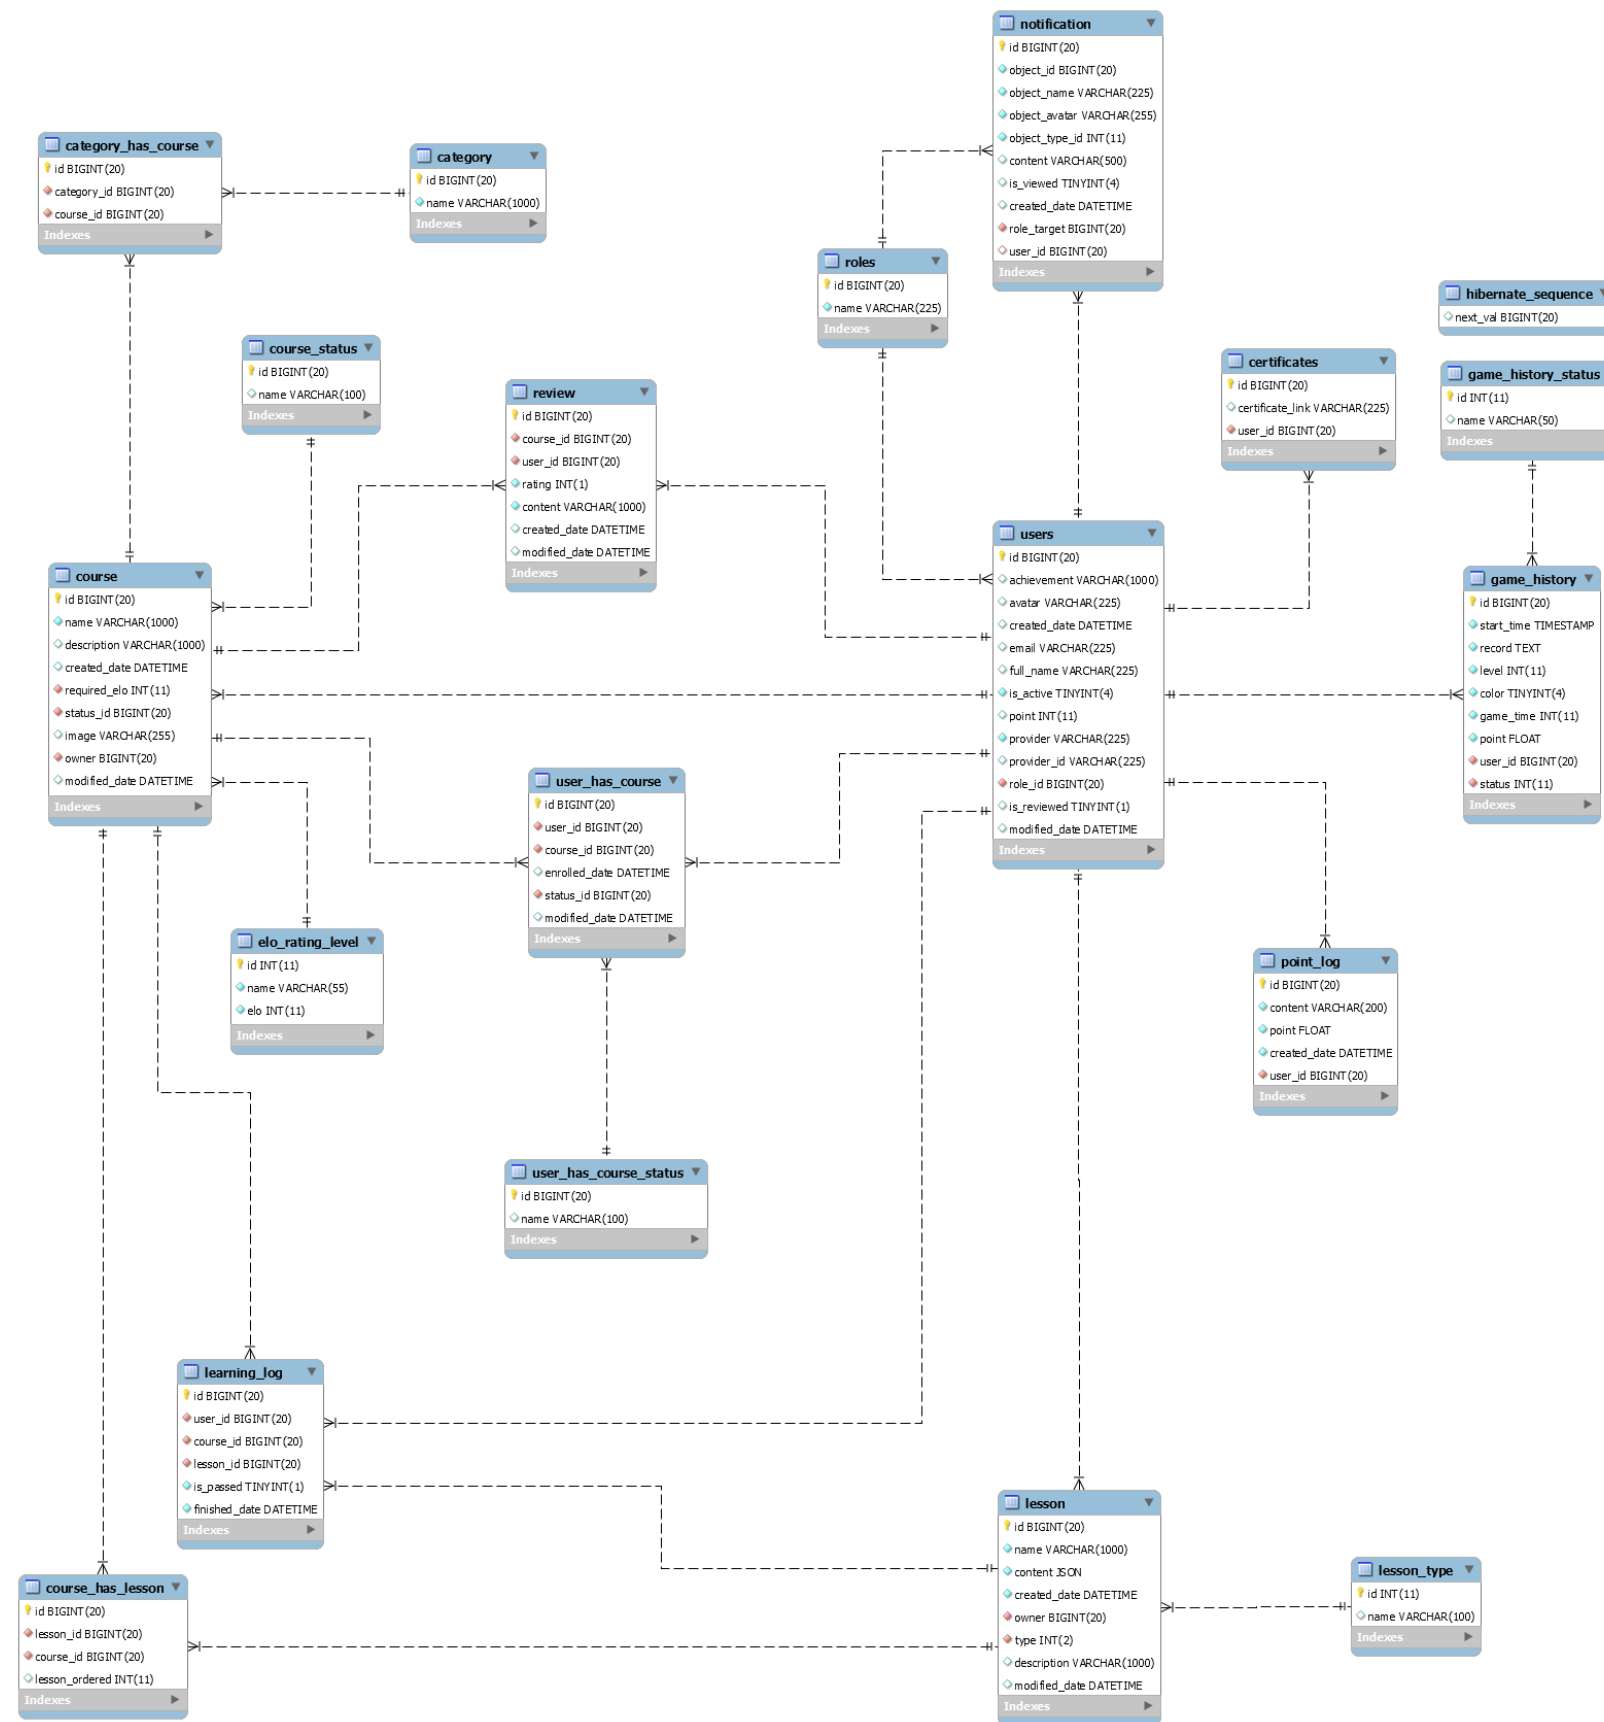 notification
id BIGINT(20)
object_id BIGINT(20)
object_name VARCHAR(225)
object_avatar VARCHAR(255)
object_type_id INT(11)
content VARCHAR(500)
is_viewed TINYINT(4)
created_date DATETIME
role_target BIGINT(20)
user_id BIGINT(20)
Indexes
category_has_course
id BIGINT(20)
category_id BIGINT(20)
course_id BIGINT(20)
Indexes
category
id BIGINT(20)
name VARCHAR(1000)
Indexes
roles
id BIGINT(20)
name VARCHAR(225)
Indexes
hibernate_sequence
next_val BIGINT(20)
course_status
id BIGINT(20)
name VARCHAR(100)
Indexes
review
id BIGINT(20)
course_id BIGINT(20)
user_id BIGINT(20)
rating INT(1)
content VARCHAR(1000)
created_date DATETIME
modified_date DATETIME
Indexes
certificates
id BIGINT(20)
certificate_link VARCHAR(225)
user_id BIGINT(20)
Indexes
game_history_status
id INT(11)
name VARCHAR(50)
Indexes
course
id BIGINT(20)
name VARCHAR(1000)
description VARCHAR(1000)
created_date DATETIME
required_elo INT(11)
status_id BIGINT(20)
image VARCHAR(255)
owner BIGINT(20)
modified_date DATETIME
Indexes
users
id BIGINT(20)
achievement VARCHAR(1000)
avatar VARCHAR(225)
created_date DATETIME
email VARCHAR(225)
full_name VARCHAR(225)
is_active TINYINT(4)
point INT(11)
provider VARCHAR(225)
provider_id VARCHAR(225)
role_id BIGINT(20)
is_reviewed TINYINT(1)
modified_date DATETIME
Indexes
game_history
id BIGINT(20)
start_time TIMESTAMP
record TEXT
level INT(11)
color TINYINT(4)
game_time INT(11)
point FLOAT
user_id BIGINT(20)
status INT(11)
Indexes
user_has_course
id BIGINT(20)
user_id BIGINT(20)
course_id BIGINT(20)
enrolled_date DATETIME
status_id BIGINT(20)
modified_date DATETIME
Indexes
elo_rating_level
id INT(11)
name VARCHAR(55)
elo INT(11)
Indexes
point_log
id BIGINT(20)
content VARCHAR(200)
point FLOAT
created_date DATETIME
user_id BIGINT(20)
Indexes
user_has_course_status
id BIGINT(20)
name VARCHAR(100)
Indexes
learning_log
id BIGINT(20)
user_id BIGINT(20)
course_id BIGINT(20)
lesson_id BIGINT(20)
is_passed TINYINT(1)
finished_date DATETIME
Indexes
lesson
id BIGINT(20)
name VARCHAR(1000)
content JSON
created_date DATETIME
owner BIGINT(20)
type INT(2)
description VARCHAR(1000)
modified_date DATETIME
Indexes
lesson_type
id INT(11)
name VARCHAR(100)
Indexes
course_has_lesson
id BIGINT(20)
lesson_id BIGINT(20)
course_id BIGINT(20)
lesson_ordered INT(11)
Indexes